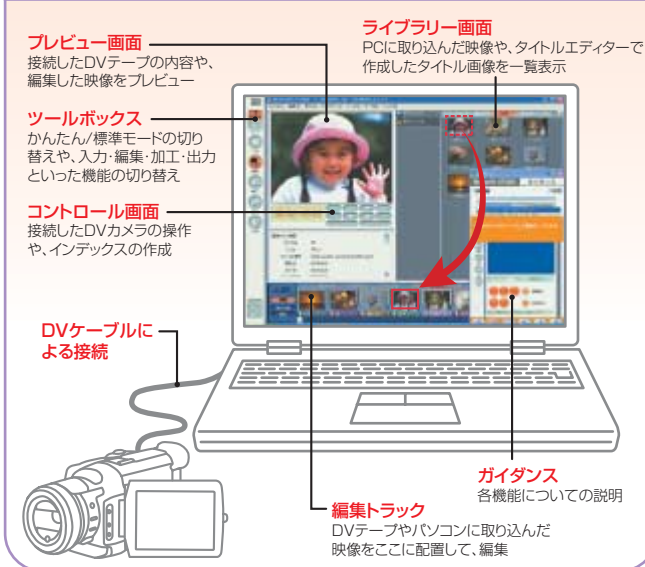 プレビュー画面
接続したDVテープの内容や、
編集した映像をプレビュー
ツールボックス
かんたん/標準モードの切り
替えや、入力・編集・加工・出力
といった機能の切り替え
コントロール画面
接続したDVカメラの操作
や、インデックスの作成
DVケーブルに
よる接続
ライブラリー画面
PCに取り込んだ映像や、タイトルエディターで
作成したタイトル画像を一覧表示
ガイダンス
各機能についての説明
編集トラック
DVテープやパソコンに取り込んだ
映像をここに配置して、編集